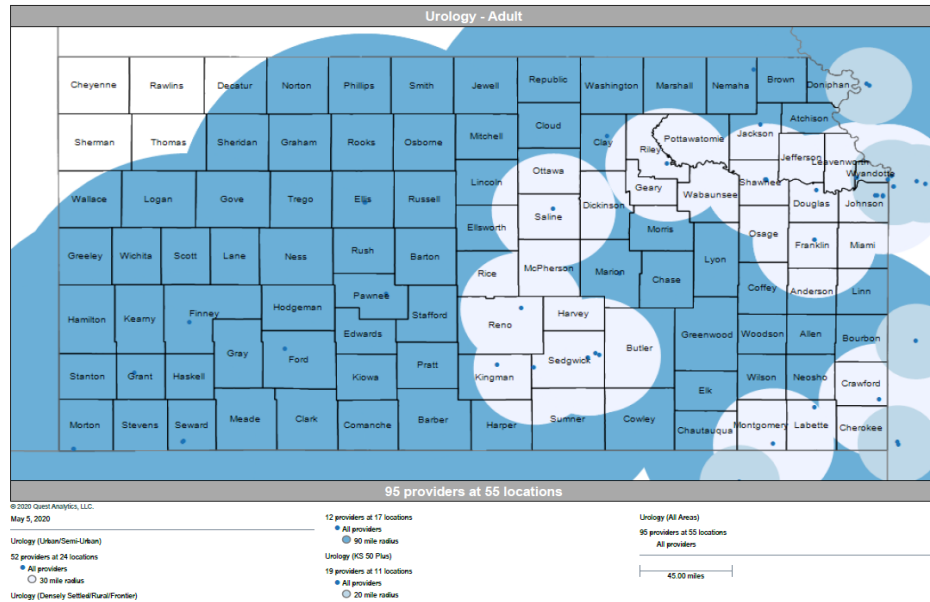 Urology - Adult
Cheyenne Rawlins Decatur Norton Phillips Smith Jewell Republic Washington Marshall Nemaha Brown Doniphan
Sherman Thomas Sheridan Graham Rooks Osborne Mitchell Cloud Clay Riley Pottawatomie Jackson Atchison
Jefferson Leavenworth
Wyandotte
Lincoln Ottawa Geary Wabaunsee Shawnee
Wallace Logan Gove Trego Ellis Russell Saline Dickinson Douglas Johnson
Ellsworth Morris Osage
Greeley Wichita Scott Lane Ness Rush Barton Rice McPherson Marion Chase Lyon Franklin Miami
Hamilton Kearny Finney Hodgeman Pawnee Stafford Reno Harvey Coffey Anderson Linn
Gray Ford Edwards Sedgwick Butler Greenwood Woodson Allen Bourbon
Stanton Grant Haskell Kiowa Pratt Kingman Elk Wilson Neosho Crawford
Morton Stevens Seward Meade Clark Comanche Barber Harper Sumner Cowley Chautauqua Montgomery Labette Cherokee
95 providers at 55 locations
© 2020 Quest Analytics, LLC.
May 5, 2020
Urology (Urban/Semi-Urban)
52 providers at 24 locations
All providers
30 mile radius
Urology (Densely Settled/Rural/Frontier)
12 providers at 17 locations
All providers
90 mile radius
Urology (KS 50 Plus)
19 providers at 11 locations
All providers
20 mile radius
Urology (All Areas)
95 providers at 55 locations
All providers
45.00 miles